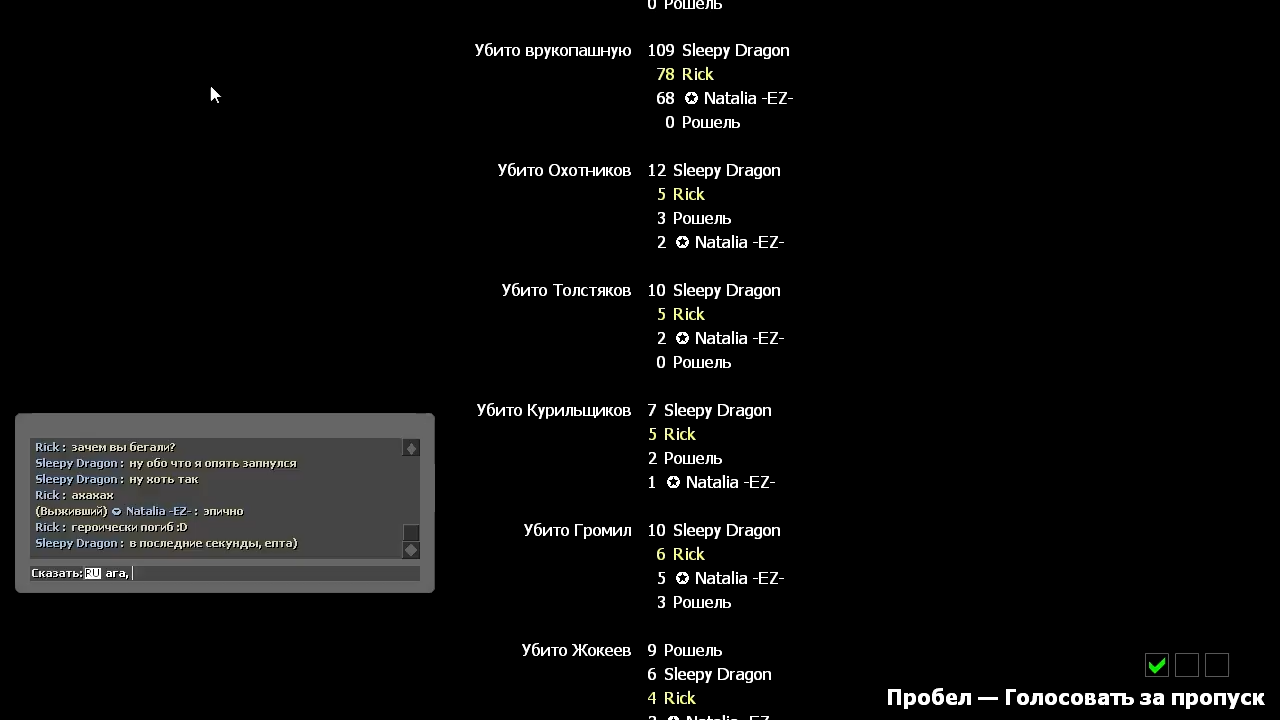 0 Рошель
Убито врукопашную 109 Sleepy Dragon
78 Rick
68 ✪ Natalia -EZ-
0 Рошель
Убито Охотников 12 Sleepy Dragon
5 Rick
3 Рошель
2 ✪ Natalia -EZ-
Убито Толстяков 10 Sleepy Dragon
5 Rick
2 ✪ Natalia -EZ-
0 Рошель
Убито Курильщиков 7 Sleepy Dragon
5 Rick
2 Рошель
1 ✪ Natalia -EZ-
Убито Громил 10 Sleepy Dragon
6 Rick
5 ✪ Natalia -EZ-
3 Рошель
Убито Жокеев 9 Рошель
6 Sleepy Dragon
4 Rick
Natalia -EZ-
Rick : зачем вы бегали?
Sleepy Dragon : ну обо что я опять запнулся
Sleepy Dragon : ну хоть так
Rick : ахахах
(Выживший) ✪ Natalia -EZ- : эпично
Rick : героически погиб :D
Sleepy Dragon : в последние секунды, епта)
Сказать: RU ага,
Пробел — Голосовать за пропуск